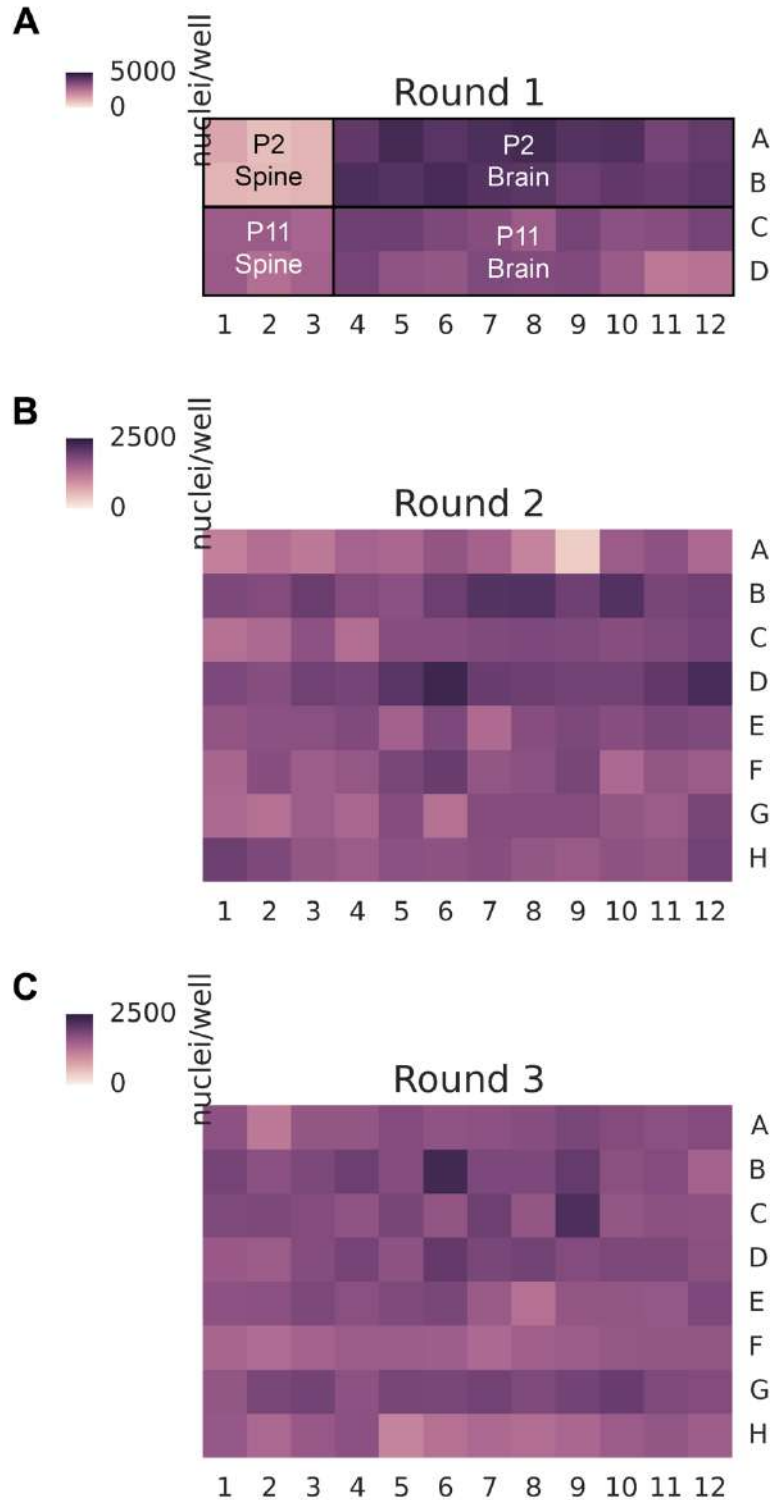 A
nuclei/well
5000
0
Round 1
P2
Spine
P2
Brain
P11
Spine
P11
Brain
A
B
C
D
1 2 3 4 5 6 7 8 9 10 11 12
B
nuclei/well
2500
0
Round 2
A
B
C
D
E
F
G
H
1 2 3 4 5 6 7 8 9 10 11 12
C
nuclei/well
2500
0
Round 3
A
B
C
D
E
F
G
H
1 2 3 4 5 6 7 8 9 10 11 12